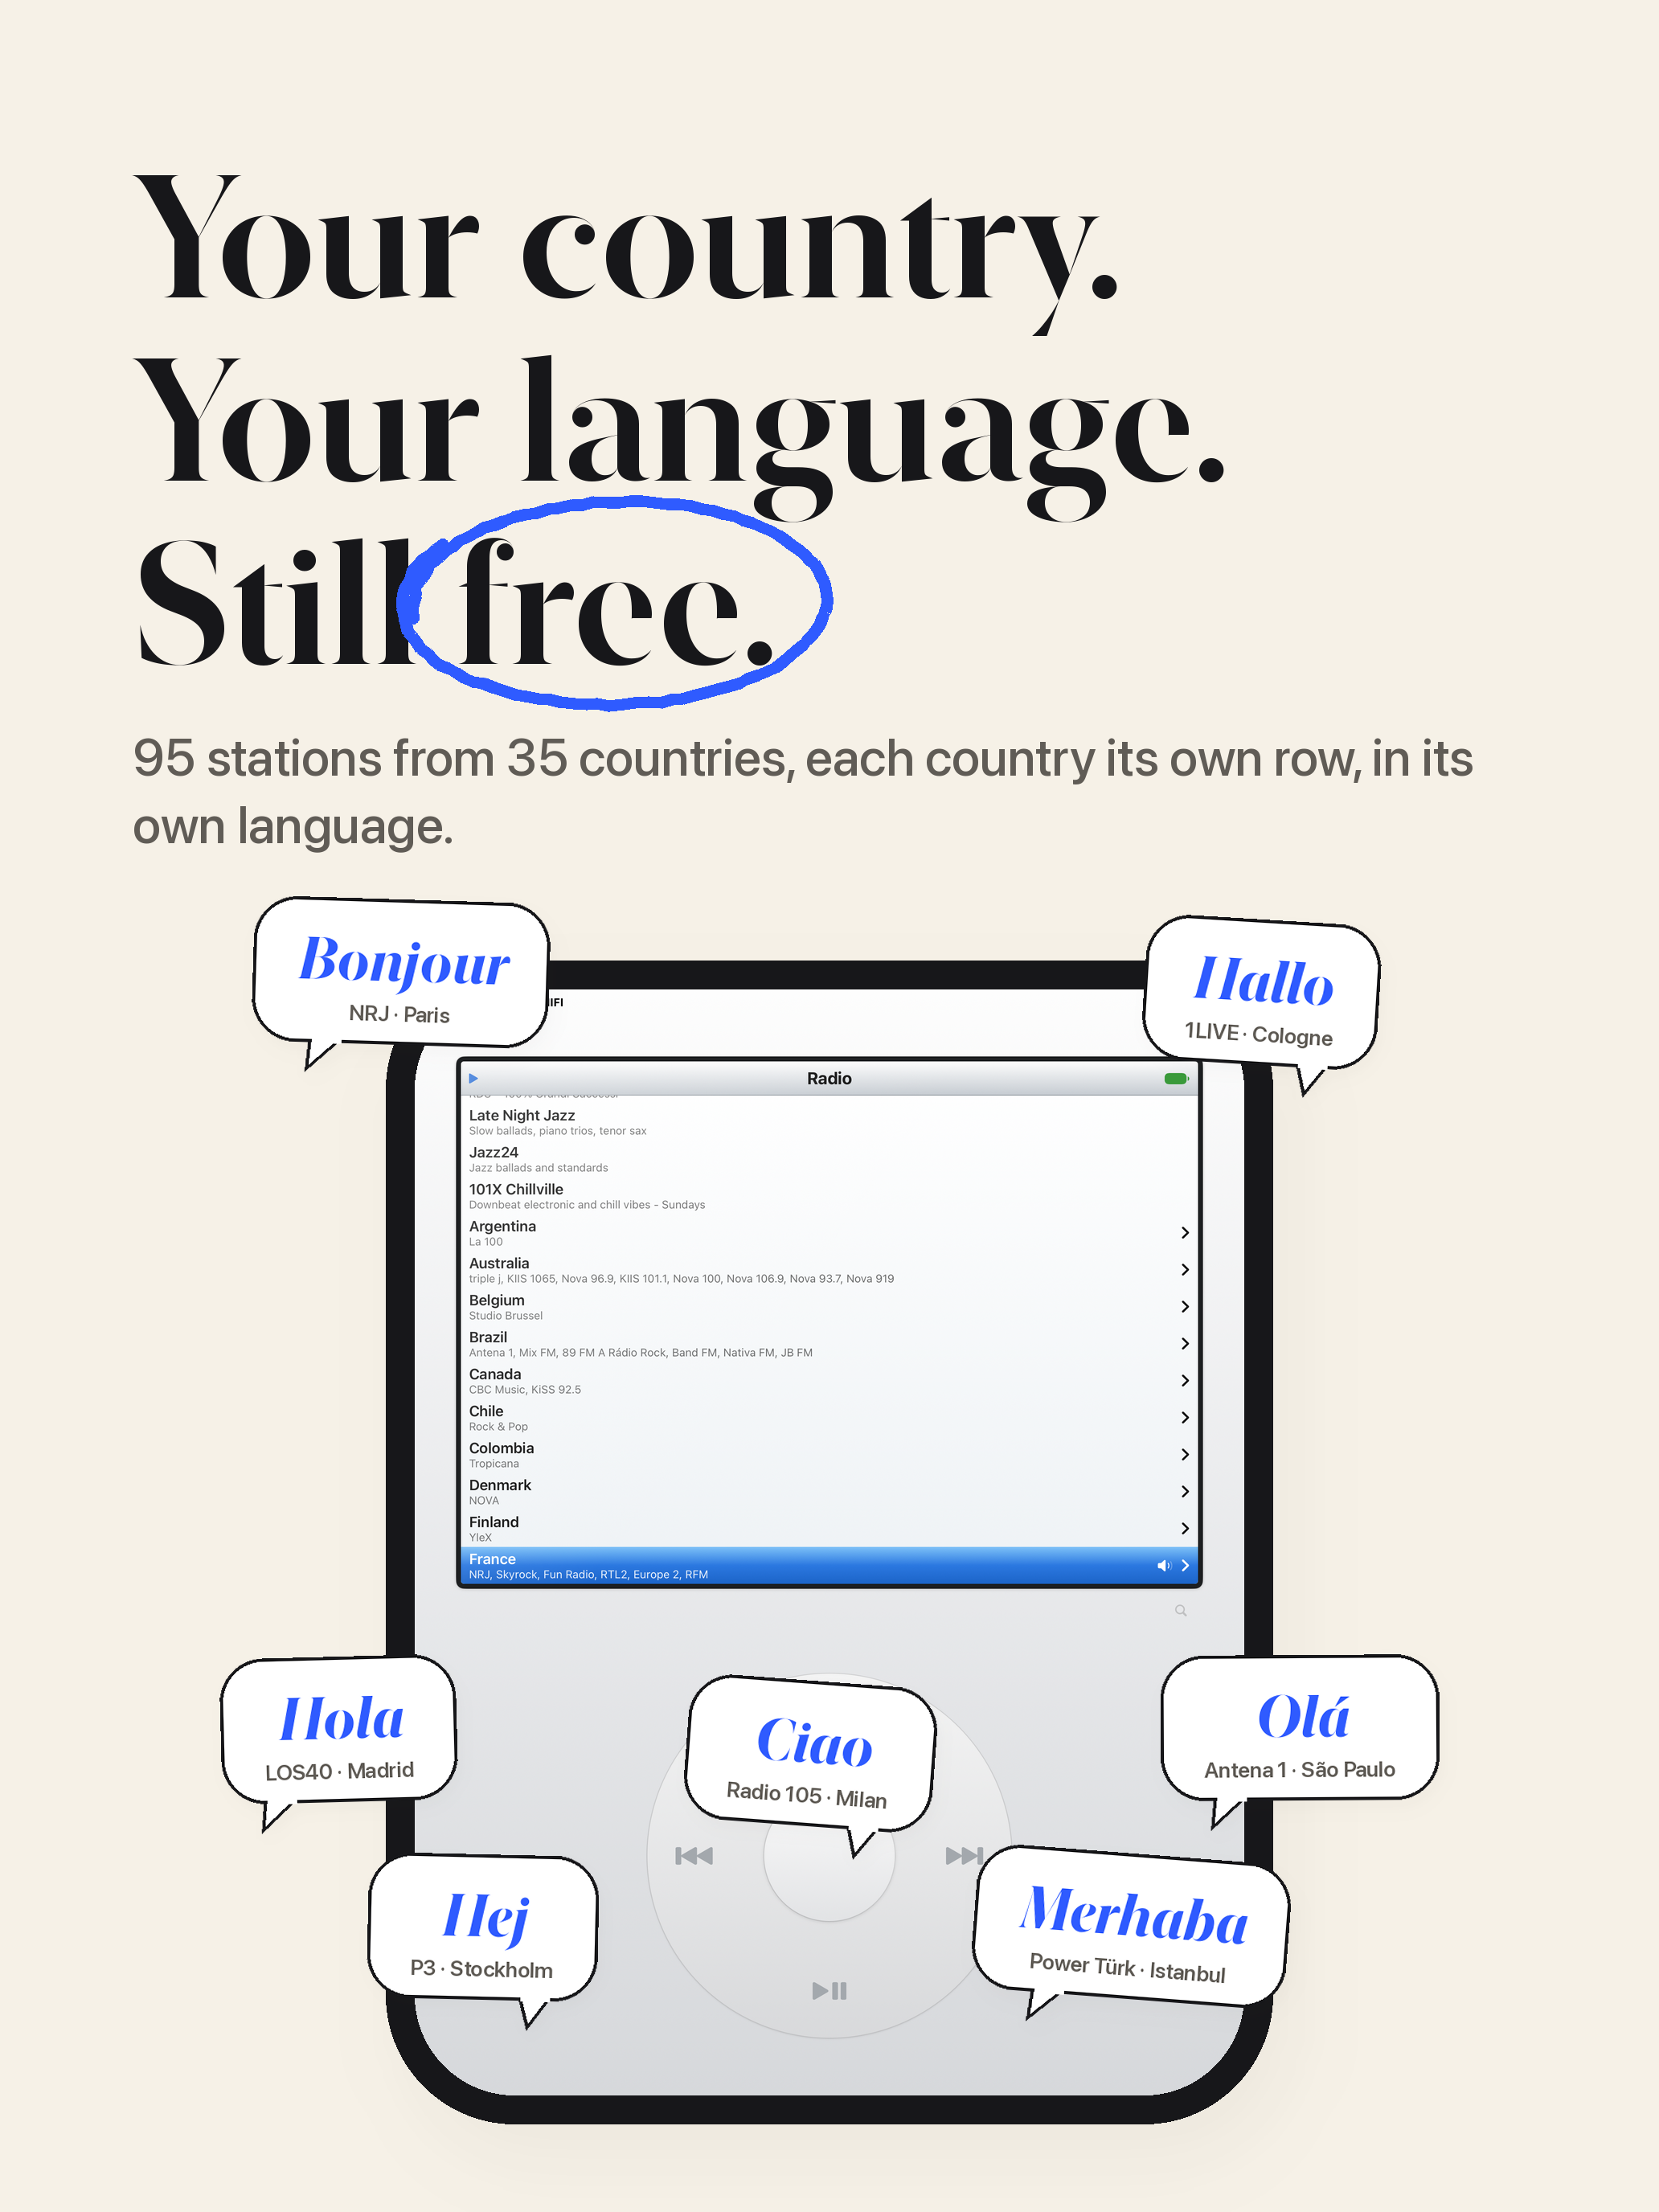 Your country.
Your language.
Still free.
95 stations from 35 countries, each country its own row, in its
own language.
Bonjour
NRJ · Paris
Hallo
1LIVE · Cologne
Radio
Late Night Jazz
Slow ballads, piano trios, tenor sax
Jazz24
Jazz ballads and standards
101X Chillville
Downbeat electronic and chill vibes - Sundays
Argentina
La 100
Australia
triple j, KIIS 1065, Nova 96.9, KIIS 101.1, Nova 100, Nova 106.9, Nova 93.7, Nova 919
Belgium
Studio Brussel
Brazil
Antena 1, Mix FM, 89 FM A Rádio Rock, Band FM, Nativa FM, JB FM
Canada
CBC Music, KiSS 92.5
Chile
Rock & Pop
Colombia
Tropicana
Denmark
NOVA
Finland
YleX
France
NRJ, Skyrock, Fun Radio, RTL2, Europe 2, RFM
Hola
LOS40 · Madrid
Ciao
Radio 105 · Milan
Olá
Antena 1 · São Paulo
Hej
P3 · Stockholm
Merhaba
Power Türk · Istanbul